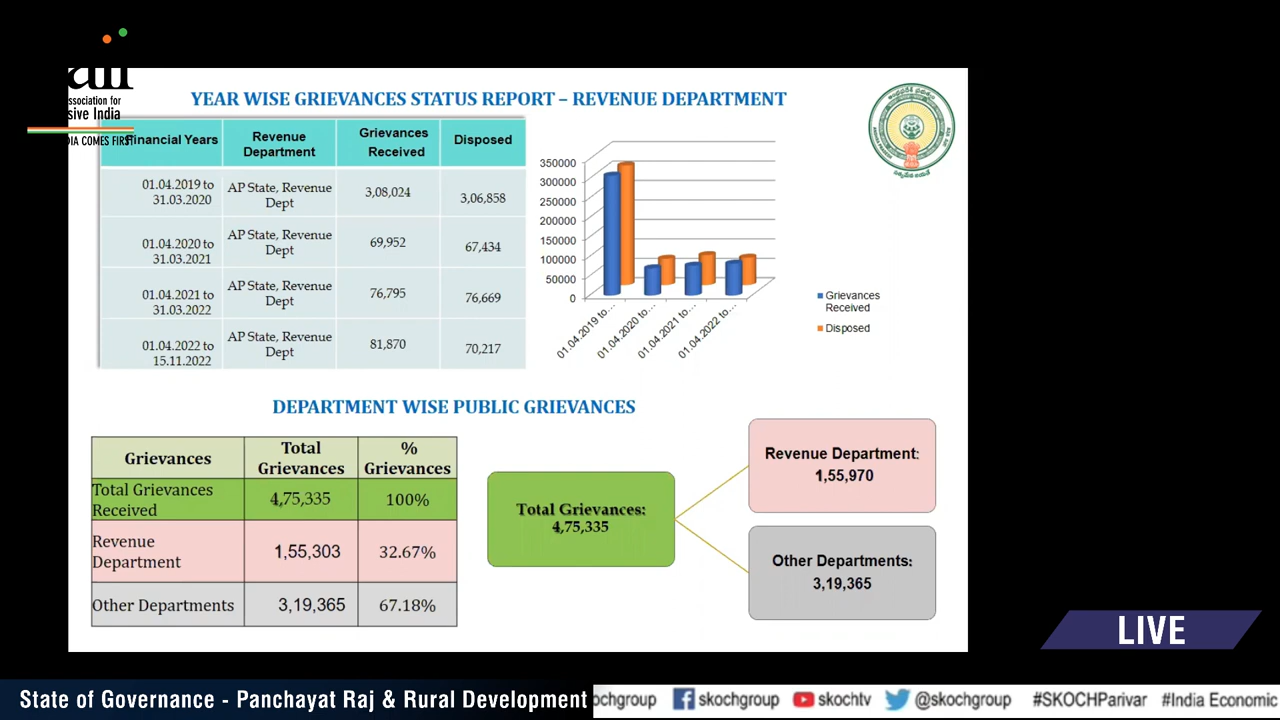 ssociation for
sive India
DIA COMES FIRST
YEAR WISE GRIEVANCES STATUS REPORT – REVENUE DEPARTMENT
Financial Years
Revenue
Department
Grievances
Received
Disposed
01.04.2019 to
31.03.2020
AP State, Revenue
Dept
3,08,024
3,06,858
01.04.2020 to
31.03.2021
AP State, Revenue
Dept
69,952
67,434
01.04.2021 to
31.03.2022
AP State, Revenue
Dept
76,795
76,669
01.04.2022 to
15.11.2022
AP State, Revenue
Dept
81,870
70,217
350000
300000
250000
200000
150000
100000
50000
0
01.04.2019 to...
01.04.2020 to...
01.04.2021 to...
01.04.2022 to...
Grievances
Received
Disposed
DEPARTMENT WISE PUBLIC GRIEVANCES
Grievances
Total
Grievances
%
Grievances
Total Grievances
Received
4,75,335
100%
Revenue
Department
1,55,303
32.67%
Other Departments
3,19,365
67.18%
Total Grievances:
4,75,335
Revenue Department:
1,55,970
Other Departments:
3,19,365
LIVE
State of Governance - Panchayat Raj & Rural Development
ochgroup skochgroup skochtv @skochgroup #SKOCHParivar #India Economic